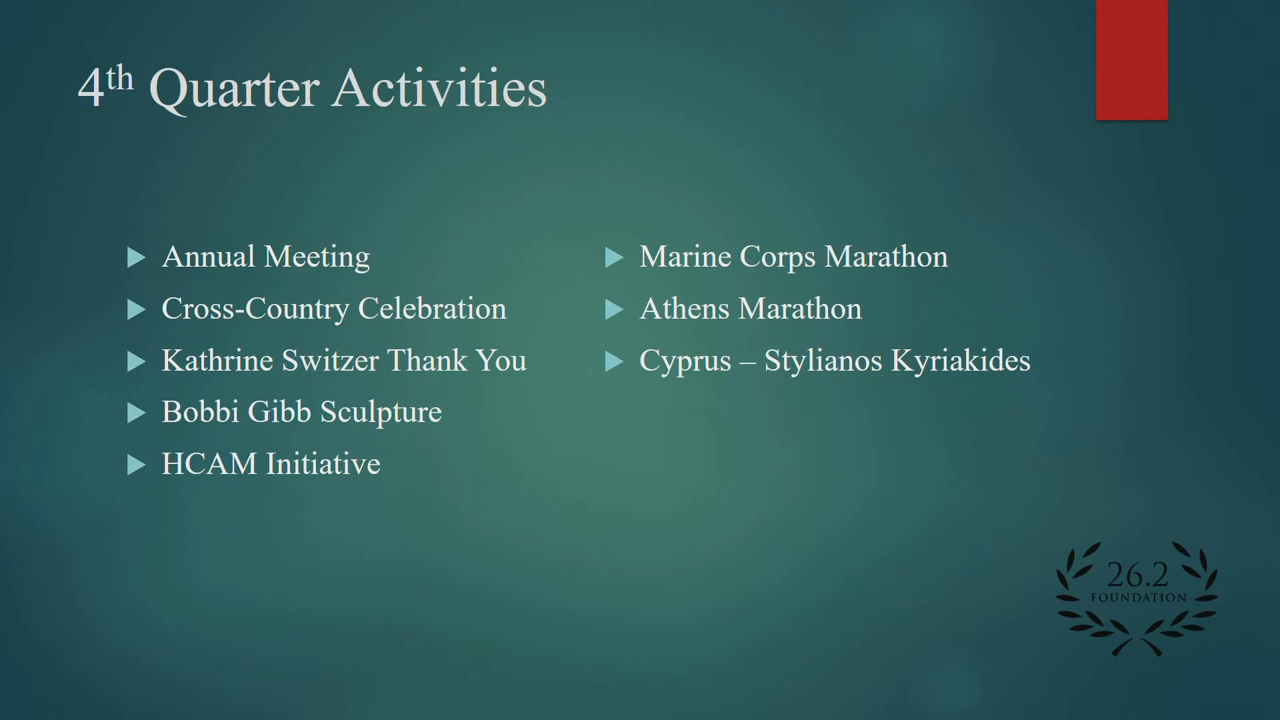 4th Quarter Activities
Annual Meeting
Cross-Country Celebration
Kathrine Switzer Thank You
Bobbi Gibb Sculpture
HCAM Initiative
Marine Corps Marathon
Athens Marathon
Cyprus – Stylianos Kyriakides
26.2
FOUNDATION